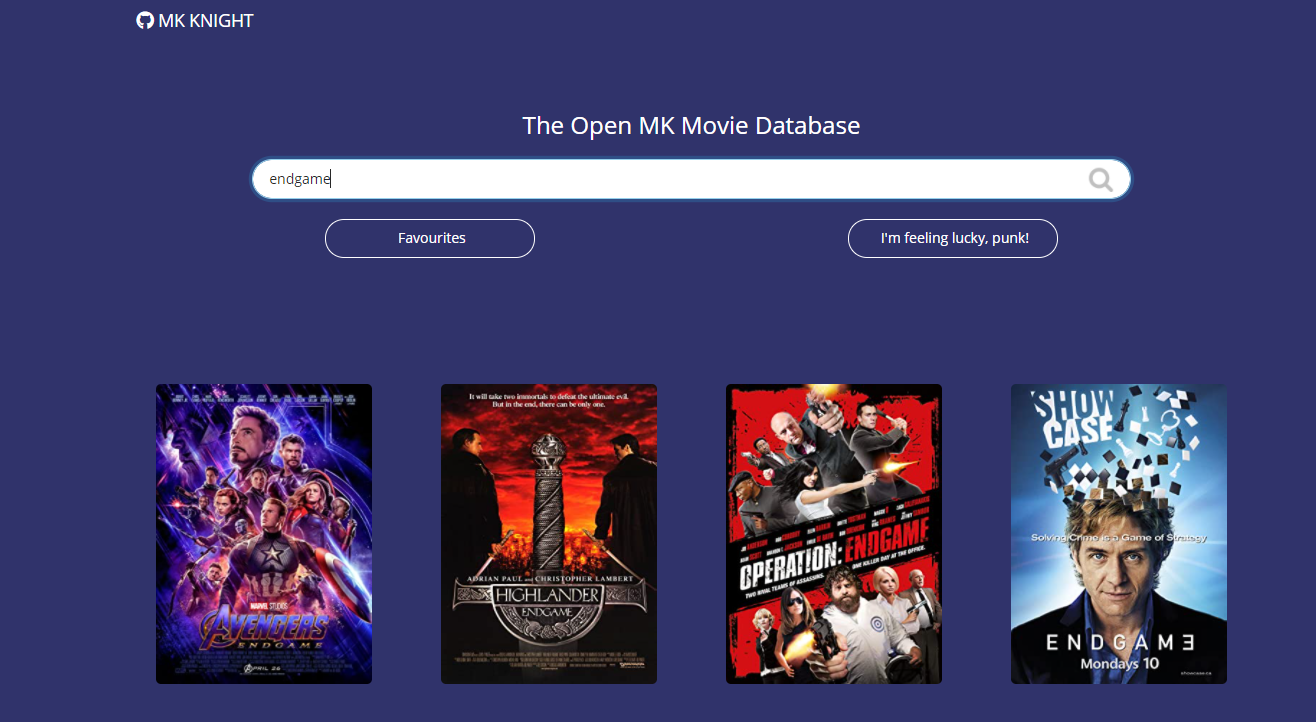 MK KNIGHT
The Open MK Movie Database
endgame
Favourites
I'm feeling lucky, punk!
MARVEL STUDIOS
AVENGERS
ENDGAME
APRIL 26
It will take two immortals to defeat the ultimate evil.
But in the end, there can be only one.
ADRIAN PAUL and CHRISTOPHER LAMBERT
HIGHLANDER
ENDGAME
OPERATION: ENDGAME
TWO RIVAL TEAMS OF ASSASSINS. ONE KILLER DAY AT THE OFFICE.
SHOW
CASE
Solving Crime is a Game of Strategy
ENDGAMƎ
Mondays 10